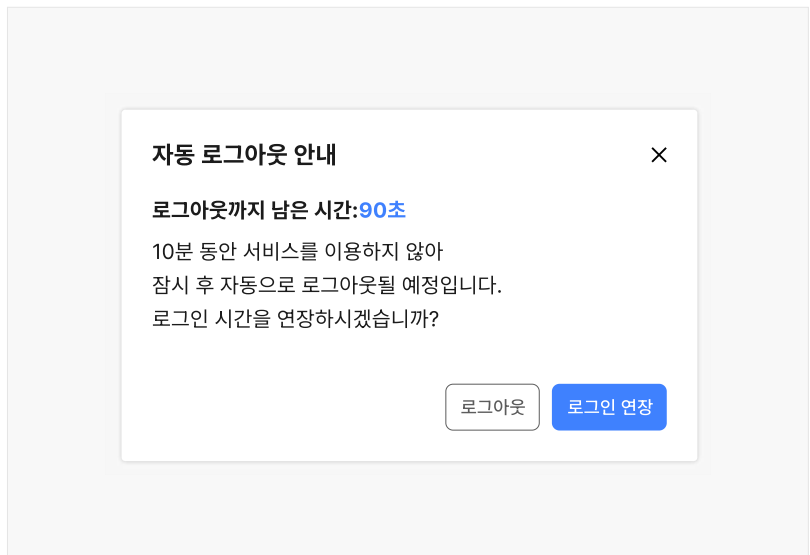 자동 로그아웃 안내
로그아웃까지 남은 시간:90초
10분 동안 서비스를 이용하지 않아
잠시 후 자동으로 로그아웃될 예정입니다.
로그인 시간을 연장하시겠습니까?
로그아웃 로그인 연장